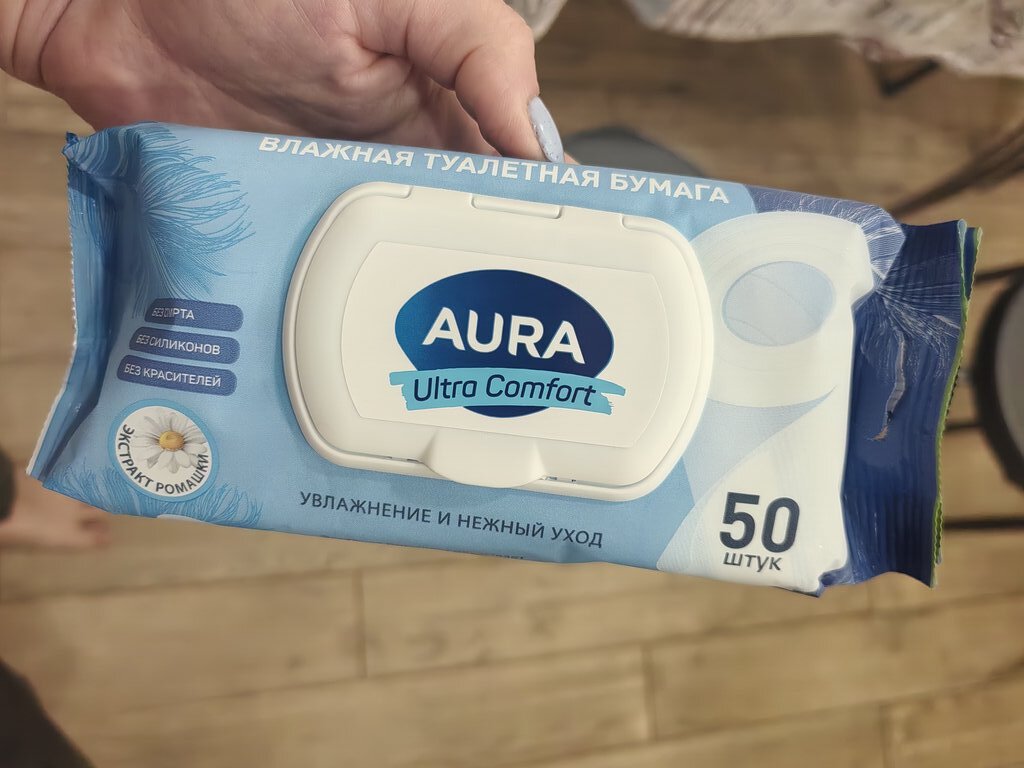 ВЛАЖНАЯ ТУАЛЕТНАЯ БУМАГА
AURA
Ultra Comfort
БЕЗ СПИРТА
БЕЗ СИЛИКОНОВ
БЕЗ КРАСИТЕЛЕЙ
ЭКСТРАКТ РОМАШКИ
УВЛАЖНЕНИЕ И НЕЖНЫЙ УХОД
50
ШТУК